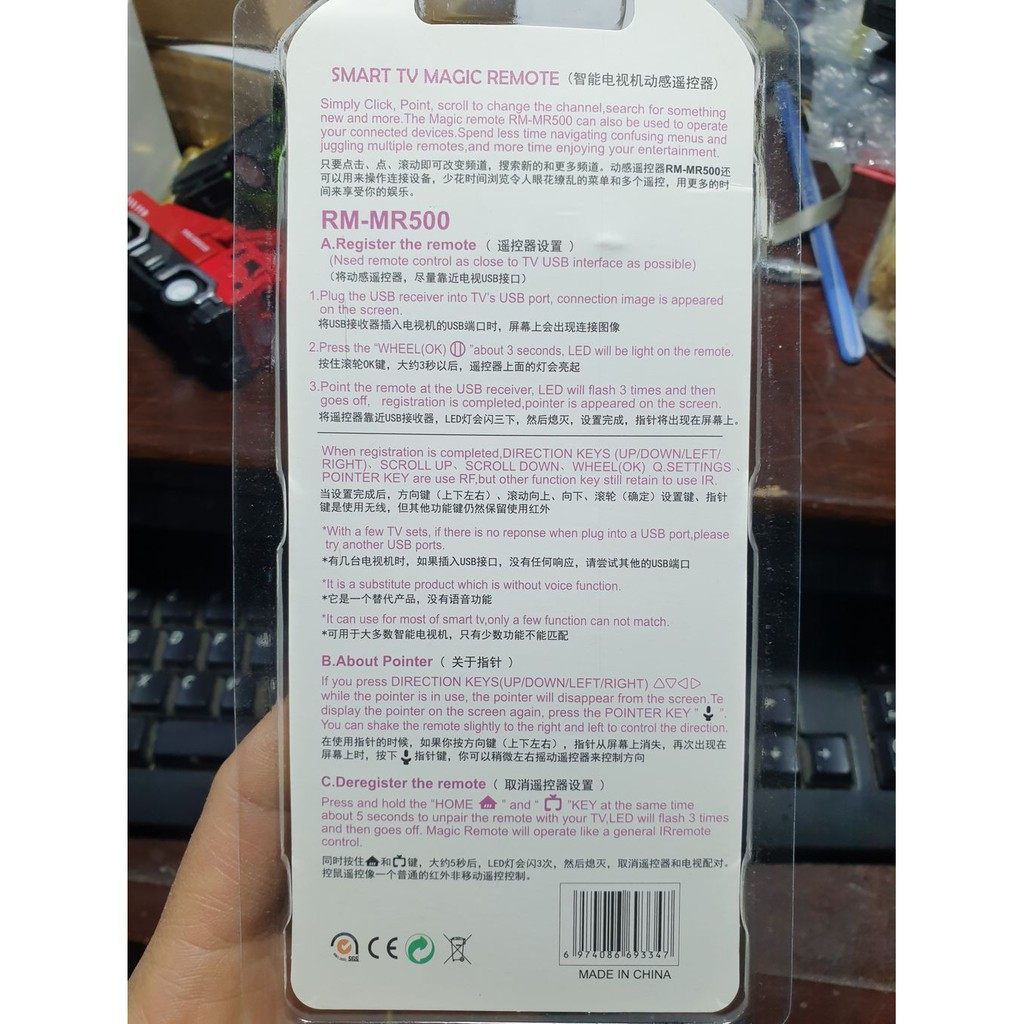 SMART TV MAGIC REMOTE (智能电视机动感遥控器)
Simply Click, Point, scroll to change the channel,search for something
new and more.The Magic remote RM-MR500 can also be used to operate
your connected devices.Spend less time navigating confusing menus and
juggling multiple remotes,and more time enjoying your entertainment.
只要点击、点、滚动即可改变频道，搜索新的和更多频道。动感遥控器RM-MR500还
可以用来操作连接设备，少花时间浏览令人眼花缭乱的菜单和多个遥控，用更多的时
间来享受你的娱乐。
RM-MR500
A.Register the remote （ 遥控器设置 ）
(Nsed remote control as close to TV USB interface as possible)
（将动感遥控器，尽量靠近电视USB接口）
1.Plug the USB receiver into TV's USB port, connection image is appeared
on the screen.
将USB接收器插入电视机的USB端口时，屏幕上会出现连接图像
2.Press the “WHEEL(OK) ”about 3 seconds, LED will be light on the remote.
按住滚轮OK键，大约3秒以后，遥控器上面的灯会亮起
3.Point the remote at the USB receiver, LED will flash 3 times and then
goes off, registration is completed,pointer is appeared on the screen.
将遥控器靠近USB接收器，LED灯会闪三下，然后熄灭，设置完成，指针将出现在屏幕上。
When registration is completed,DIRECTION KEYS (UP/DOWN/LEFT/
RIGHT)、SCROLL UP、SCROLL DOWN、WHEEL(OK) Q.SETTINGS 、
POINTER KEY are use RF,but other function key still retain to use IR.
当设置完成后，方向键（上下左右）、滚动向上、向下、滚轮（确定）设置键、指针
键是使用无线，但其他功能键仍然保留使用红外
*With a few TV sets, if there is no reponse when plug into a USB port,please
try another USB ports.
*有几台电视机时，如果插入USB接口，没有任何响应，请尝试其他的USB端口
*It is a substitute product which is without voice function.
*它是一个替代产品，没有语音功能
*It can use for most of smart tv,only a few function can not match.
*可用于大多数智能电视机，只有少数功能不能匹配
B.About Pointer （ 关于指针 ）
If you press DIRECTION KEYS(UP/DOWN/LEFT/RIGHT) △▽◁▷
while the pointer is in use, the pointer will disappear from the screen.Te
display the pointer on the screen again, press the POINTER KEY “ ”.
You can shake the remote slightly to the right and left to control the direction.
在使用指针的时候，如果你按方向键（上下左右），指针从屏幕上消失，再次出现在
屏幕上时，按下 指针键，你可以稍微左右摇动遥控器来控制方向
C.Deregister the remote （ 取消遥控器设置 ）
Press and hold the “HOME ” and “ ”KEY at the same time
about 5 seconds to unpair the remote with your TV,LED will flash 3 times
and then goes off. Magic Remote will operate like a general IRremote
control.
同时按住 和 键，大约5秒后，LED灯会闪3次，然后熄灭，取消遥控器和电视配对。
控鼠遥控像一个普通的红外非移动遥控控制。
CE
6 974086 693347
MADE IN CHINA